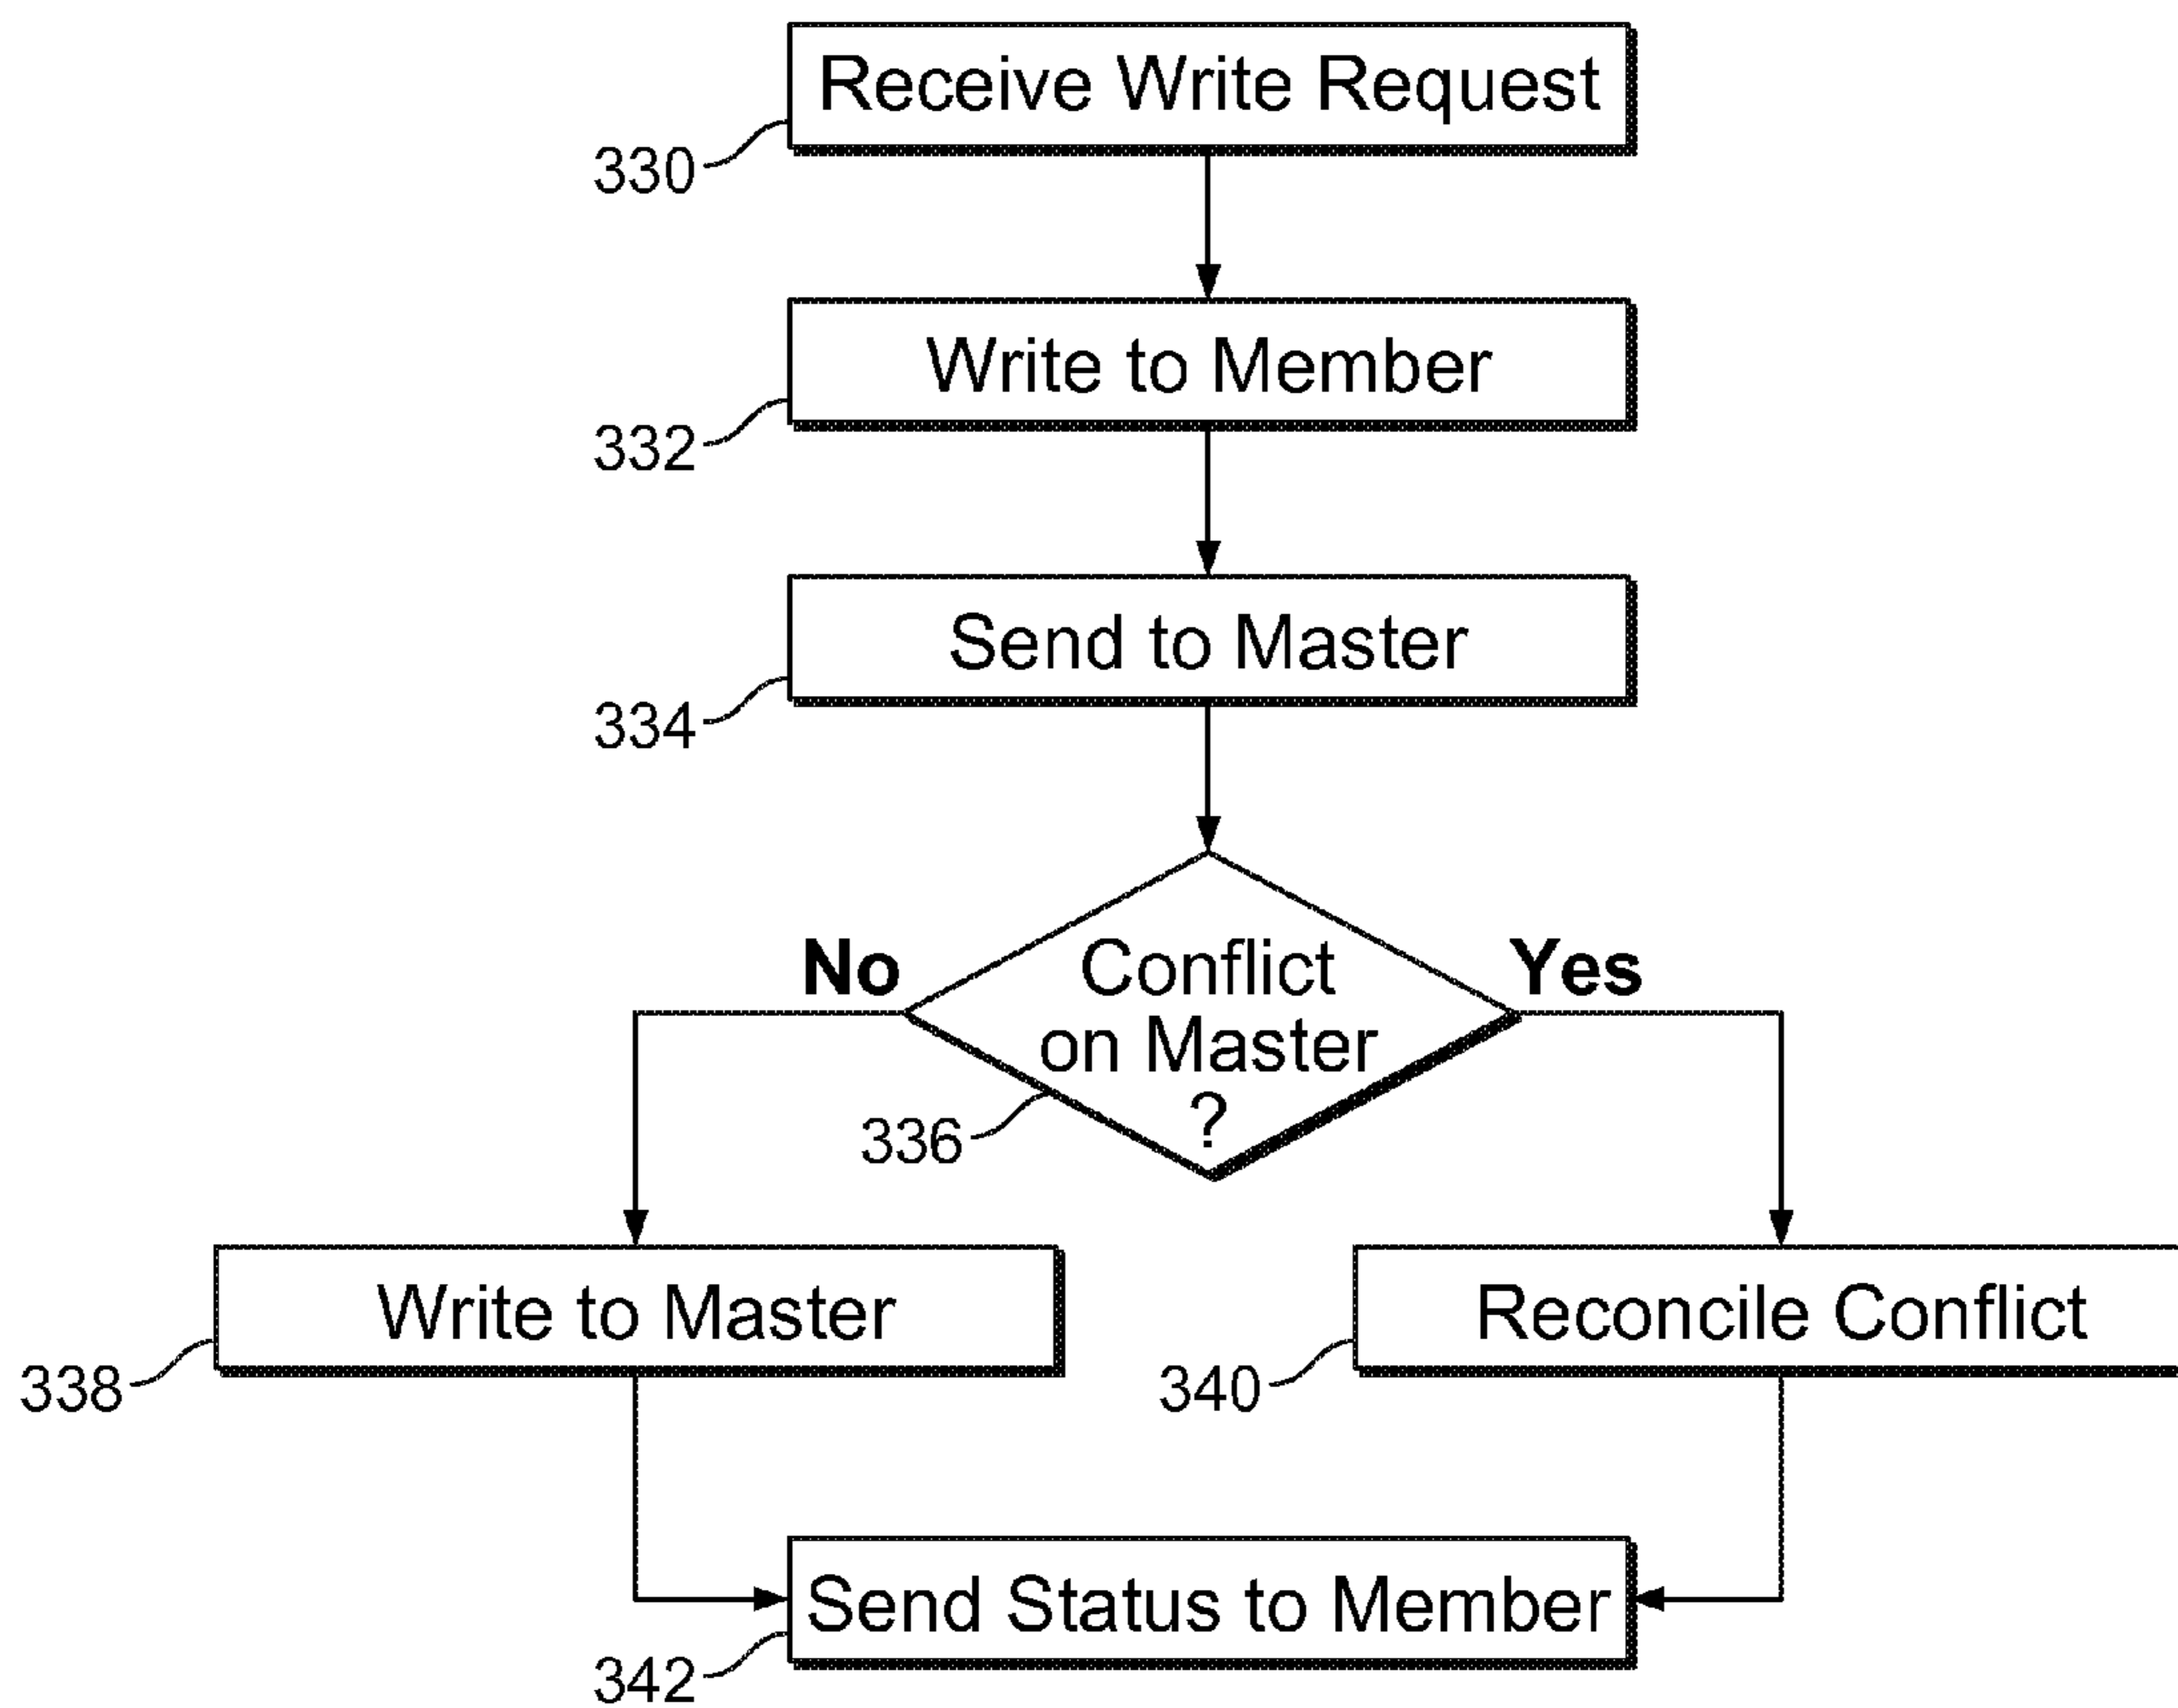 Receive Write Request
330
Write to Member
332
Send to Master
334
No
Yes
Conflict
on Master
?
336
Write to Master
338
Reconcile Conflict
340
Send Status to Member
342